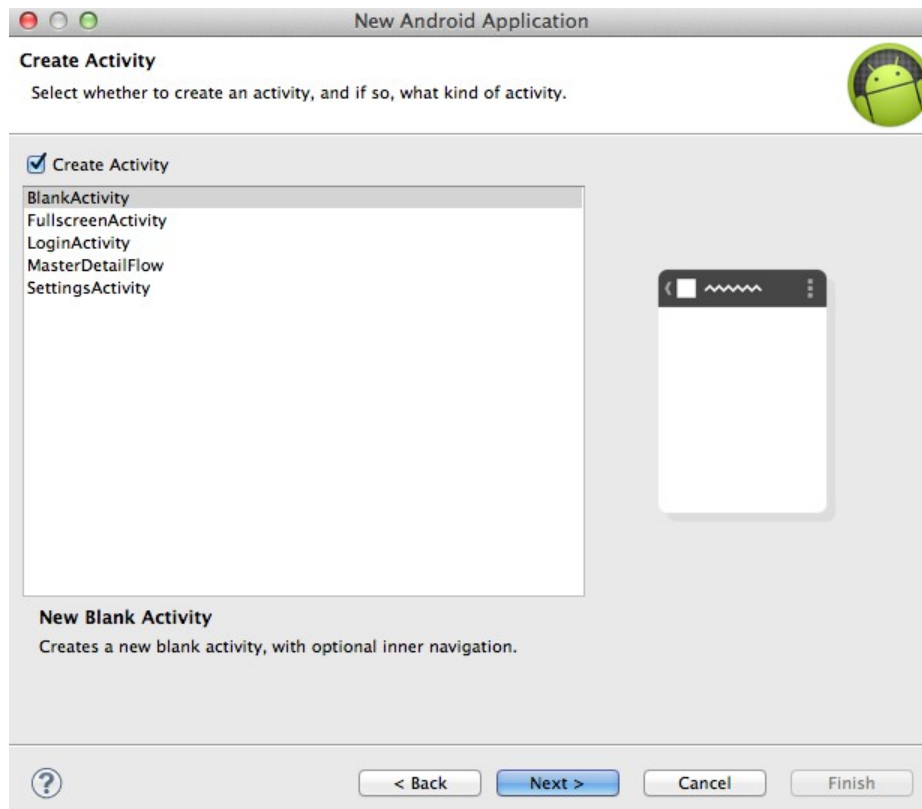 New Android Application
Create Activity
Select whether to create an activity, and if so, what kind of activity.
Create Activity
BlankActivity
FullscreenActivity
LoginActivity
MasterDetailFlow
SettingsActivity
New Blank Activity
Creates a new blank activity, with optional inner navigation.
?
< Back
Next >
Cancel
Finish